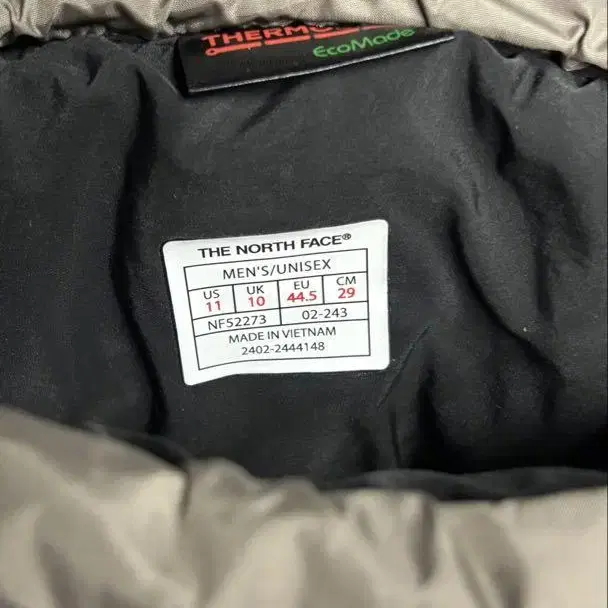 EcoMade
THE NORTH FACE®
MEN'S/UNISEX
US UK EU CM
11 10 44.5 29
NF52273 02-243
MADE IN VIETNAM
2402-2444148